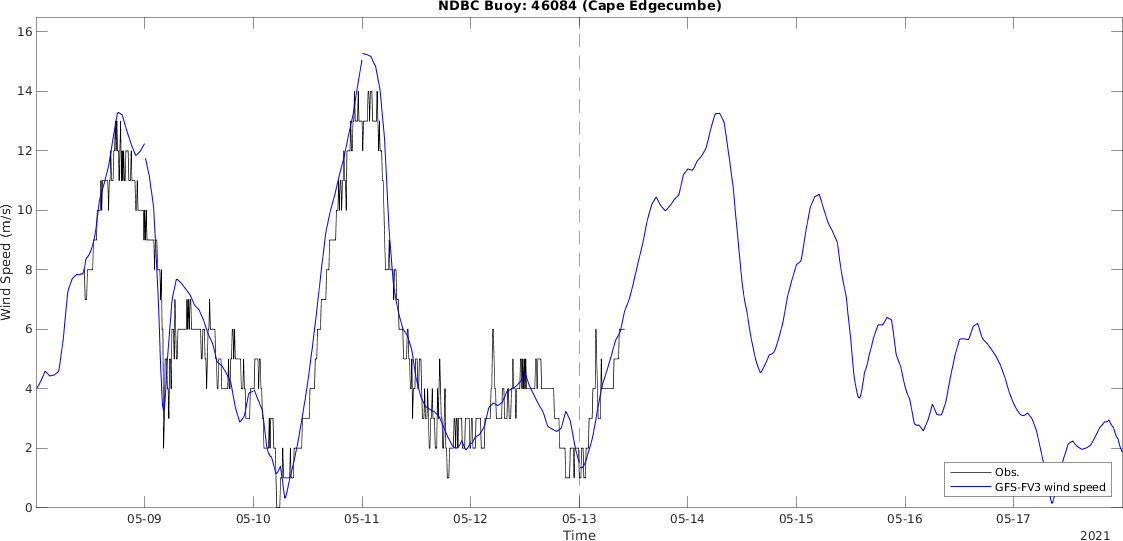 NDBC Buoy: 46084 (Cape Edgecumbe)
16
14
12
10
8
6
4
2
0
Wind Speed (m/s)
Obs.
GFS-FV3 wind speed
05-09 05-10 05-11 05-12 05-13 05-14 05-15 05-16 05-17
Time
2021